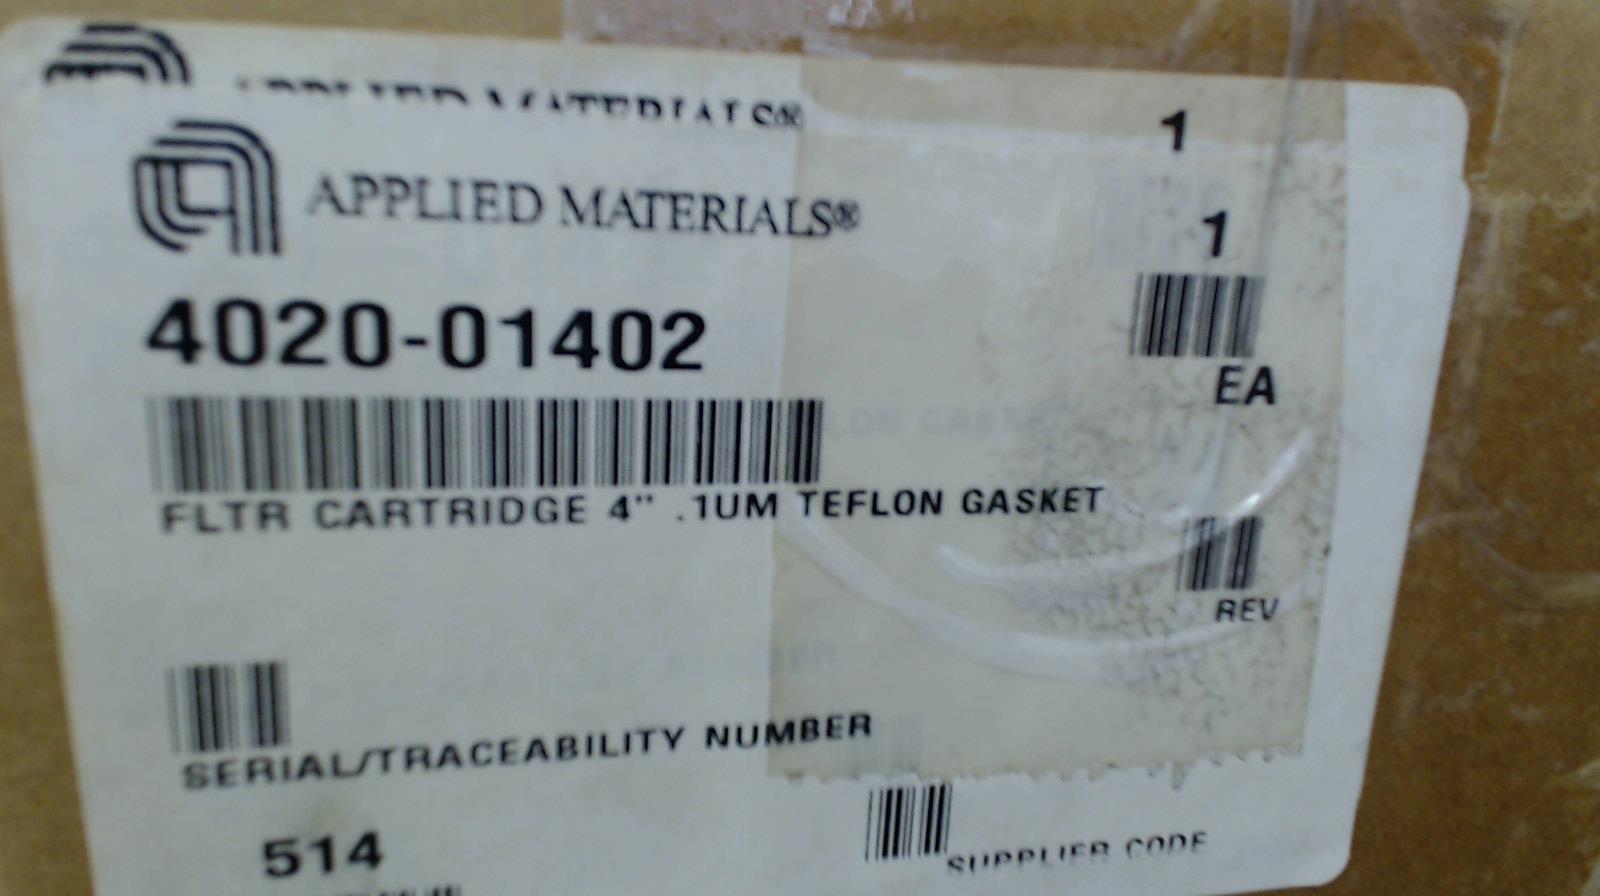 APPLIED MATERIALS®
1
APPLIED MATERIALS®
1
4020-01402
EA
FLTR CARTRIDGE 4" .1UM TEFLON GASKET
REV
SERIAL/TRACEABILITY NUMBER
514
SUPPLIER CODE